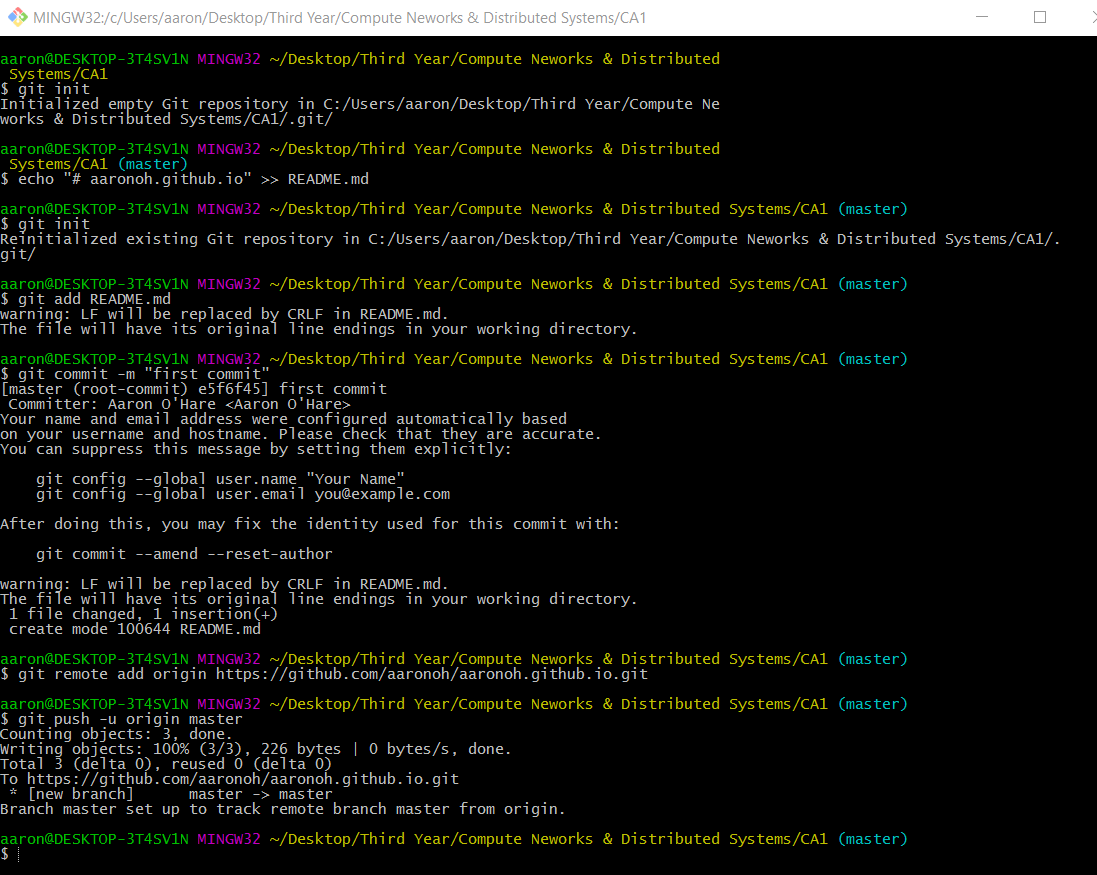 MINGW32:/c/Users/aaron/Desktop/Third Year/Compute Neworks & Distributed Systems/CA1
aaron@DESKTOP-3T4SV1N MINGW32 ~/Desktop/Third Year/Compute Neworks & Distributed
 Systems/CA1
$ git init
Initialized empty Git repository in C:/Users/aaron/Desktop/Third Year/Compute Ne
works & Distributed Systems/CA1/.git/
aaron@DESKTOP-3T4SV1N MINGW32 ~/Desktop/Third Year/Compute Neworks & Distributed
 Systems/CA1 (master)
$ echo "# aaronoh.github.io" >> README.md
aaron@DESKTOP-3T4SV1N MINGW32 ~/Desktop/Third Year/Compute Neworks & Distributed Systems/CA1 (master)
$ git init
Reinitialized existing Git repository in C:/Users/aaron/Desktop/Third Year/Compute Neworks & Distributed Systems/CA1/.
git/
aaron@DESKTOP-3T4SV1N MINGW32 ~/Desktop/Third Year/Compute Neworks & Distributed Systems/CA1 (master)
$ git add README.md
warning: LF will be replaced by CRLF in README.md.
The file will have its original line endings in your working directory.
aaron@DESKTOP-3T4SV1N MINGW32 ~/Desktop/Third Year/Compute Neworks & Distributed Systems/CA1 (master)
$ git commit -m "first commit"
[master (root-commit) e5f6f45] first commit
 Committer: Aaron O'Hare <Aaron O'Hare>
Your name and email address were configured automatically based
on your username and hostname. Please check that they are accurate.
You can suppress this message by setting them explicitly:
    git config --global user.name "Your Name"
    git config --global user.email you@example.com
After doing this, you may fix the identity used for this commit with:
    git commit --amend --reset-author
warning: LF will be replaced by CRLF in README.md.
The file will have its original line endings in your working directory.
 1 file changed, 1 insertion(+)
 create mode 100644 README.md
aaron@DESKTOP-3T4SV1N MINGW32 ~/Desktop/Third Year/Compute Neworks & Distributed Systems/CA1 (master)
$ git remote add origin https://github.com/aaronoh/aaronoh.github.io.git
aaron@DESKTOP-3T4SV1N MINGW32 ~/Desktop/Third Year/Compute Neworks & Distributed Systems/CA1 (master)
$ git push -u origin master
Counting objects: 3, done.
Writing objects: 100% (3/3), 226 bytes | 0 bytes/s, done.
Total 3 (delta 0), reused 0 (delta 0)
To https://github.com/aaronoh/aaronoh.github.io.git
 * [new branch]      master -> master
Branch master set up to track remote branch master from origin.
aaron@DESKTOP-3T4SV1N MINGW32 ~/Desktop/Third Year/Compute Neworks & Distributed Systems/CA1 (master)
$